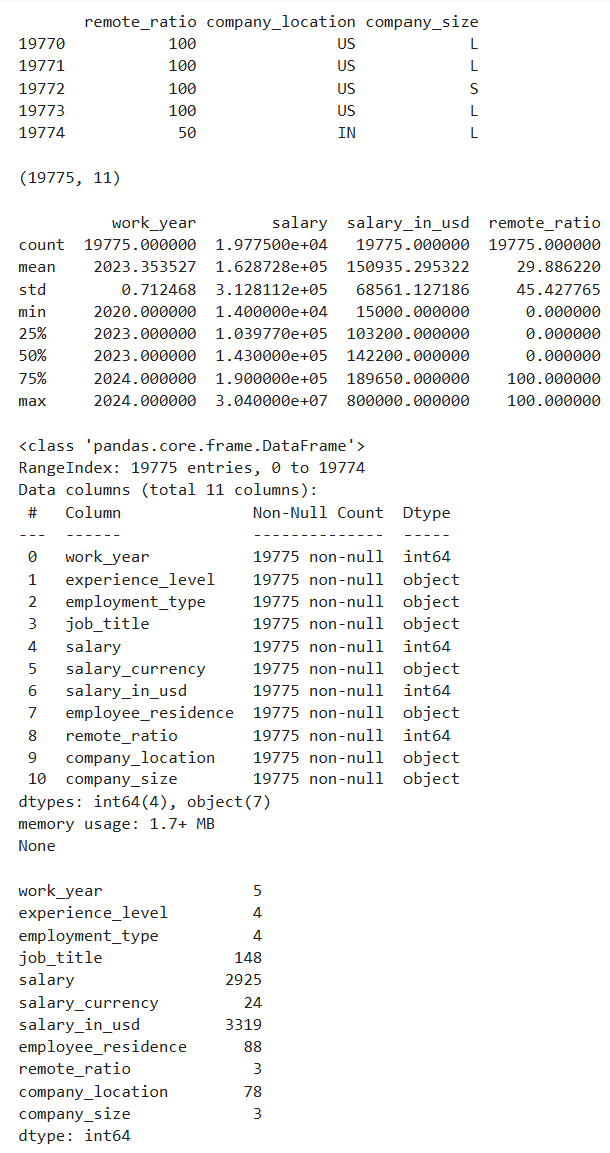 remote_ratio company_location company_size
19770           100               US            L
19771           100               US            L
19772           100               US            S
19773           100               US            L
19774            50               IN            L
(19775, 11)
          work_year        salary  salary_in_usd  remote_ratio
count  19775.000000  1.977500e+04   19775.000000  19775.000000
mean    2023.353527  1.628728e+05  150935.295322     29.886220
std        0.712468  3.128112e+05   68561.127186     45.427765
min     2020.000000  1.400000e+04   15000.000000      0.000000
25%     2023.000000  1.039770e+05  103200.000000      0.000000
50%     2023.000000  1.430000e+05  142200.000000      0.000000
75%     2024.000000  1.900000e+05  189650.000000    100.000000
max     2024.000000  3.040000e+07  800000.000000    100.000000
<class 'pandas.core.frame.DataFrame'>
RangeIndex: 19775 entries, 0 to 19774
Data columns (total 11 columns):
 #   Column              Non-Null Count  Dtype
---  ------              --------------  -----
 0   work_year           19775 non-null  int64
 1   experience_level    19775 non-null  object
 2   employment_type     19775 non-null  object
 3   job_title           19775 non-null  object
 4   salary              19775 non-null  int64
 5   salary_currency     19775 non-null  object
 6   salary_in_usd       19775 non-null  int64
 7   employee_residence  19775 non-null  object
 8   remote_ratio        19775 non-null  int64
 9   company_location    19775 non-null  object
 10  company_size        19775 non-null  object
dtypes: int64(4), object(7)
memory usage: 1.7+ MB
None
work_year                5
experience_level         4
employment_type          4
job_title              148
salary                2925
salary_currency         24
salary_in_usd         3319
employee_residence      88
remote_ratio             3
company_location        78
company_size             3
dtype: int64